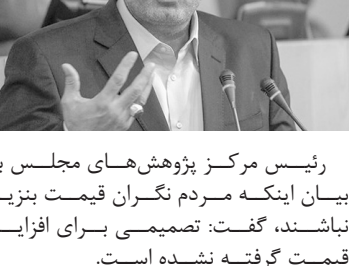 رئیس مرکز پژوهش‌های مجلس
بیان اینکه مردم نگران قیمت
نباشند، گفت: تصمیمی برای
قیمت گرفته نشده است.